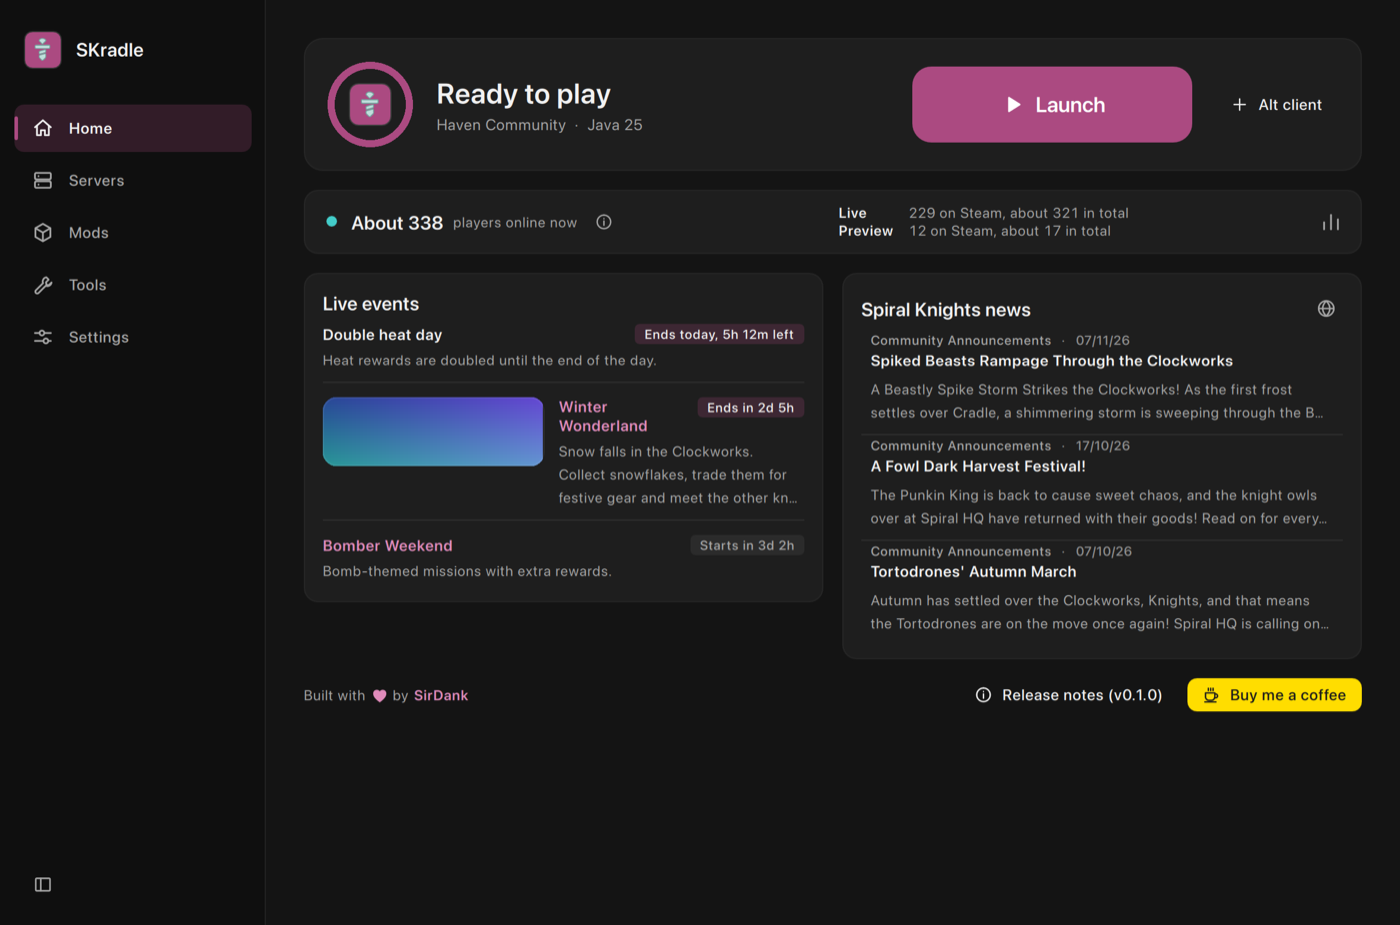 SKradle
Home
Servers
Mods
Tools
Settings
Ready to play
Haven Community · Java 25
Launch
Alt client
About 338 players online now
Live 229 on Steam, about 321 in total
Preview 12 on Steam, about 17 in total
Live events
Double heat day
Ends today, 5h 12m left
Heat rewards are doubled until the end of the day.
Winter
Wonderland
Ends in 2d 5h
Snow falls in the Clockworks.
Collect snowflakes, trade them for
festive gear and meet the other kn…
Bomber Weekend
Starts in 3d 2h
Bomb-themed missions with extra rewards.
Spiral Knights news
Community Announcements · 07/11/26
Spiked Beasts Rampage Through the Clockworks
A Beastly Spike Storm Strikes the Clockworks! As the first frost
settles over Cradle, a shimmering storm is sweeping through the B…
Community Announcements · 17/10/26
A Fowl Dark Harvest Festival!
The Punkin King is back to cause sweet chaos, and the knight owls
over at Spiral HQ have returned with their goods! Read on for every…
Community Announcements · 07/10/26
Tortodrones' Autumn March
Autumn has settled over the Clockworks, Knights, and that means
the Tortodrones are on the move once again! Spiral HQ is calling on…
Built with ♥ by SirDank
Release notes (v0.1.0)
Buy me a coffee